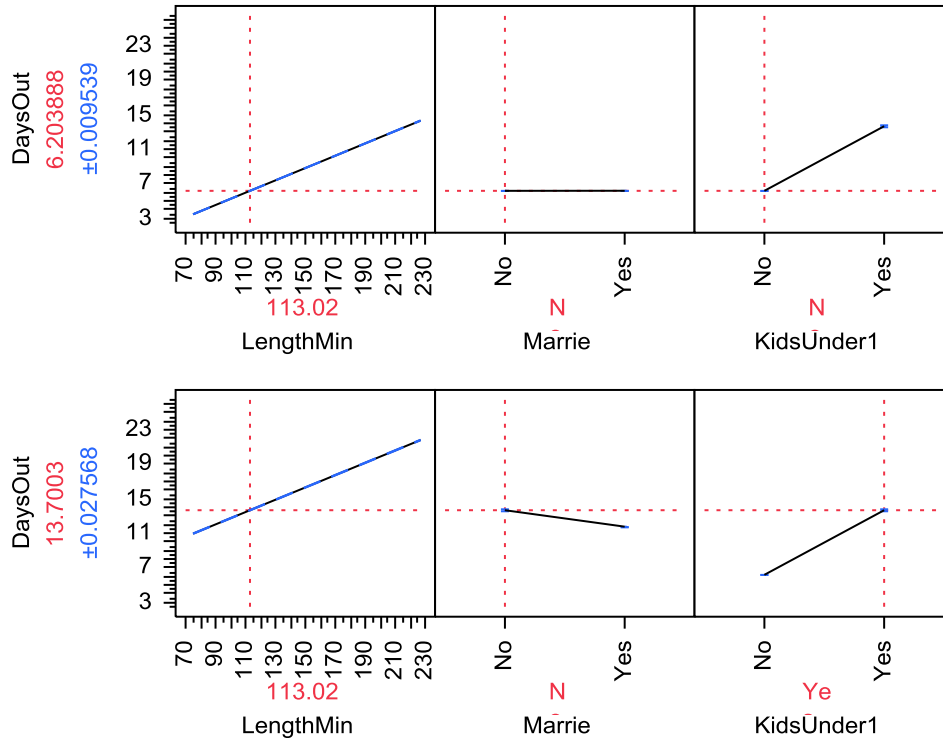 DaysOut
6.203888
±0.009539
23
19
15
11
7
3
70 90 110 130 150 170 190 210 230
113.02
LengthMin
No Yes
N
Marrie
No Yes
N
KidsUnder1
DaysOut
13.7003
±0.027568
23
19
15
11
7
3
70 90 110 130 150 170 190 210 230
113.02
LengthMin
No Yes
N
Marrie
No Yes
Ye
KidsUnder1